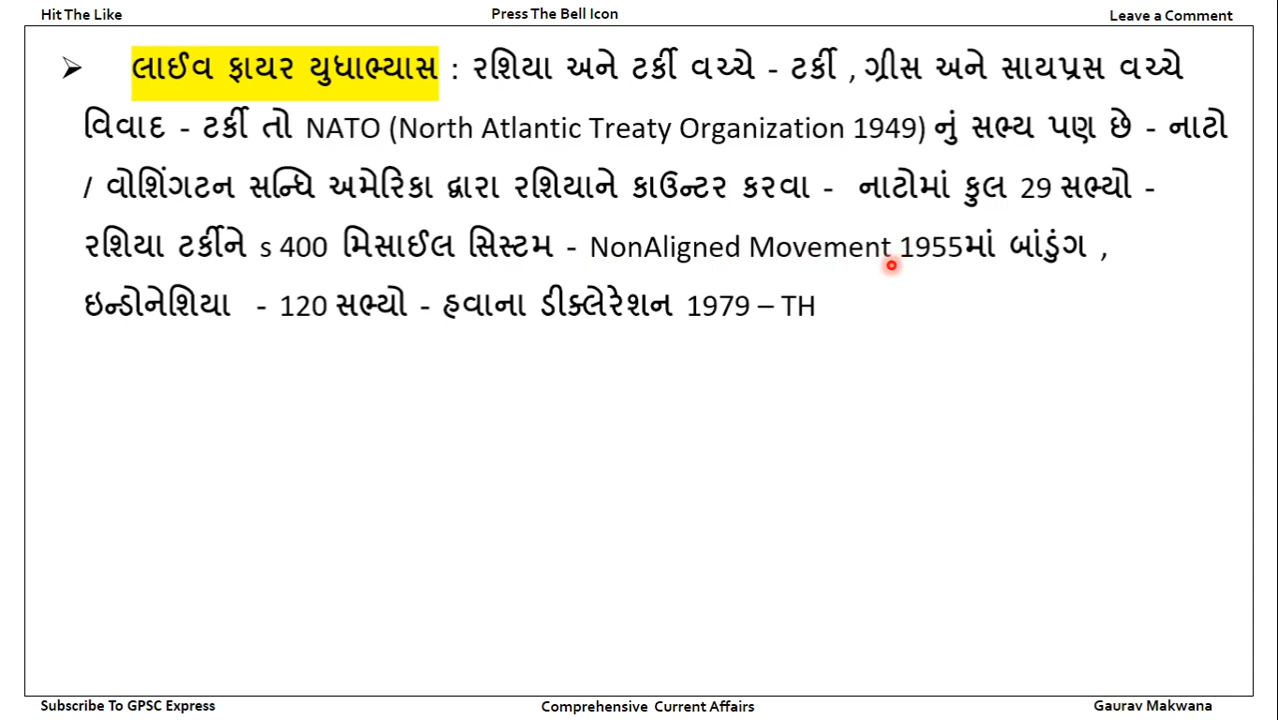 Hit The Like
Press The Bell Icon
Leave a Comment
➢ લાઈવ ફાયર યુધાભ્યાસ : રશિયા અને ટર્કી વચ્ચે - ટર્કી , ગ્રીસ અને સાયપ્રસ વચ્ચે
વિવાદ - ટર્કી તો NATO (North Atlantic Treaty Organization 1949) નું સભ્ય પણ છે - નાટો
/ વોશિંગટન સન્ધિ અમેરિકા દ્વારા રશિયાને કાઉન્ટર કરવા - નાટોમાં કુલ 29 સભ્યો -
રશિયા ટર્કીને s 400 મિસાઈલ સિસ્ટમ - NonAligned Movement 1955માં બાંડુંગ ,
ઇન્ડોનેશિયા - 120 સભ્યો - હવાના ડીક્લેરેશન 1979 – TH
Subscribe To GPSC Express
Comprehensive Current Affairs
Gaurav Makwana